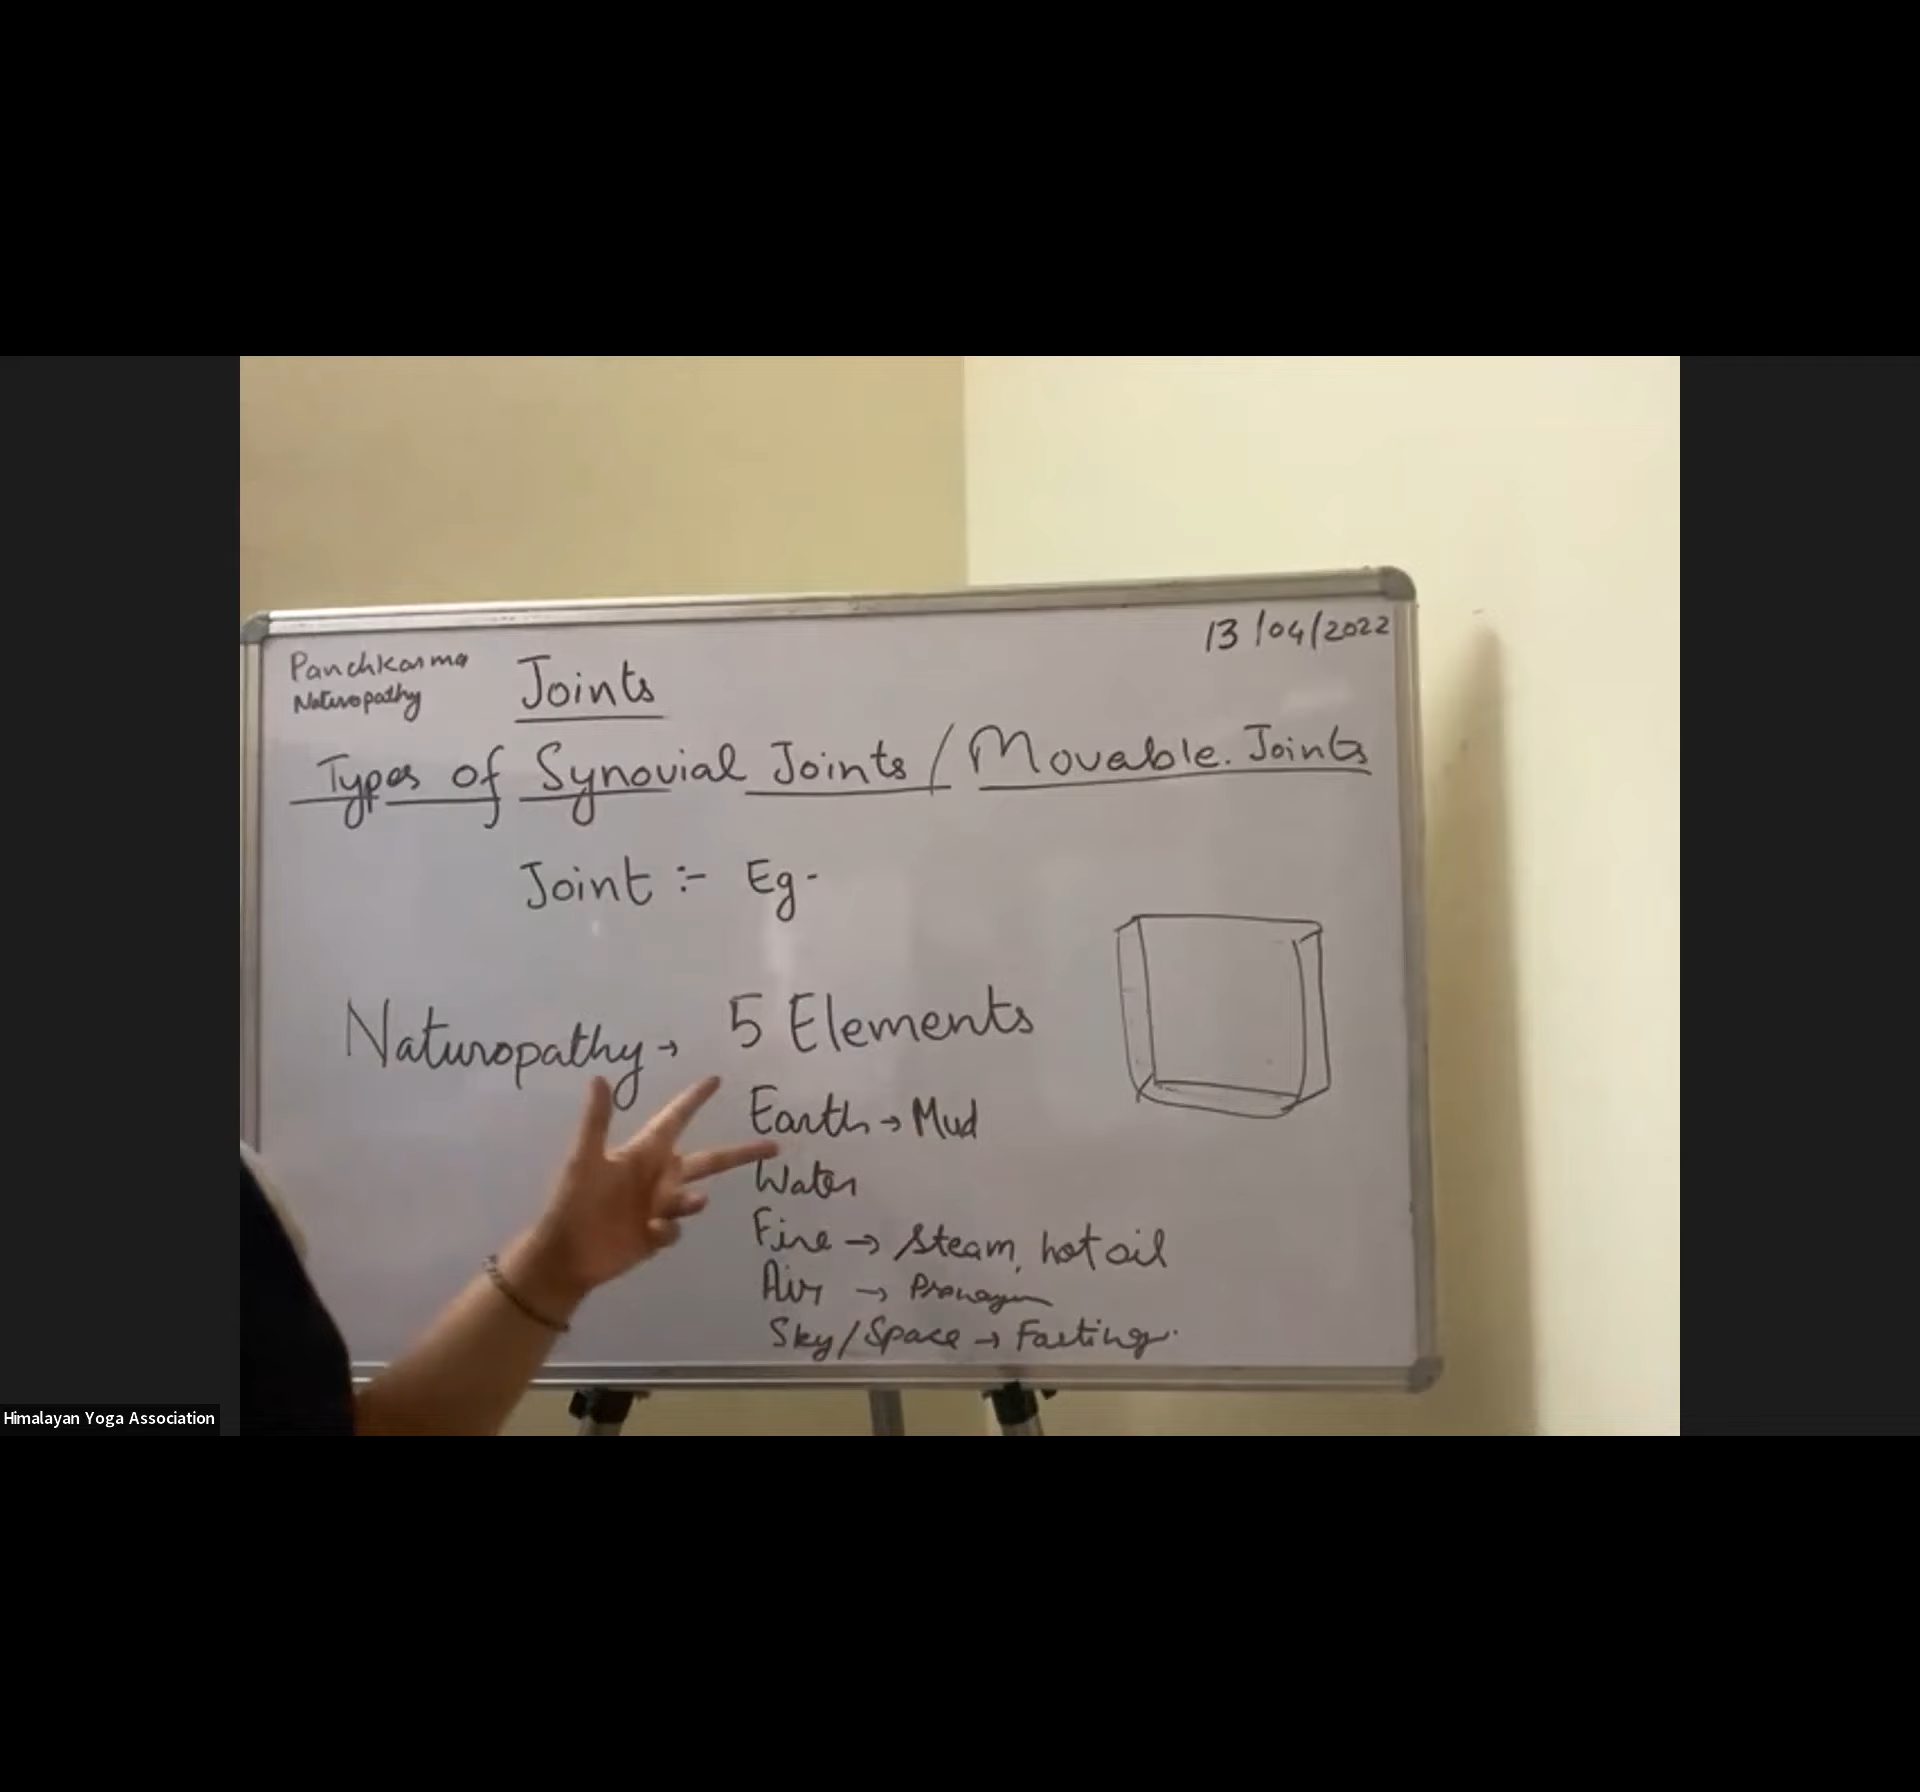 13/04/2022
Panchkarma
Naturopathy
Joints
Types of Synovial Joints / Movable Joints
Joint :- Eg-
Naturopathy → 5 Elements
Earth → Mud
Water
Fire → Steam, hot oil
Air → Pranayam
Sky/Space → Fasting.
Himalayan Yoga Association